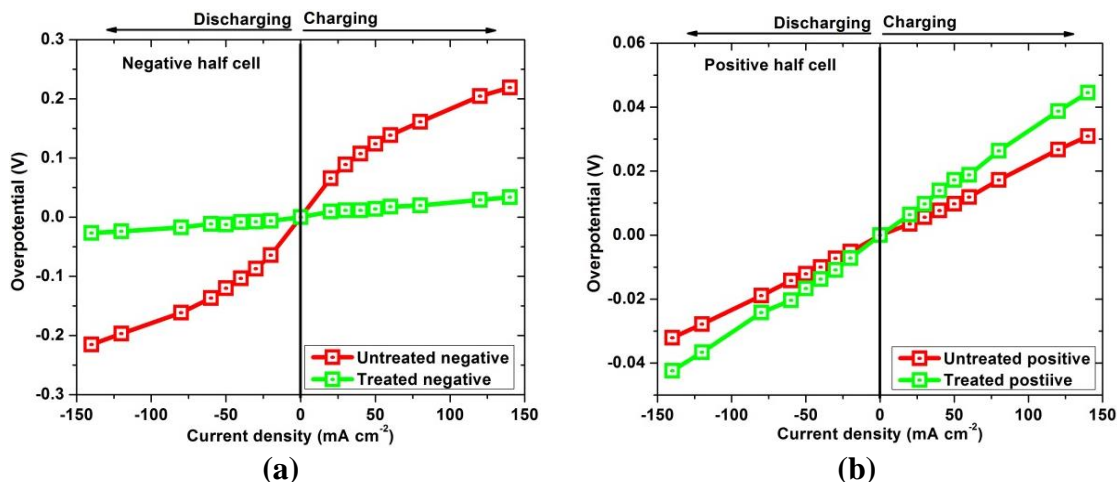 Discharging Charging
0.3
0.2
0.1
0.0
-0.1
-0.2
-0.3
Overpotential (V)
Negative half cell
Untreated negative
Treated negative
-150 -100 -50 0 50 100 150
Current density (mA cm-2)
(a)
Discharging Charging
0.06
0.04
0.02
0.00
-0.02
-0.04
Overpotential (V)
Positive half cell
Untreated positive
Treated postiive
-150 -100 -50 0 50 100 150
Current density (mA cm-2)
(b)